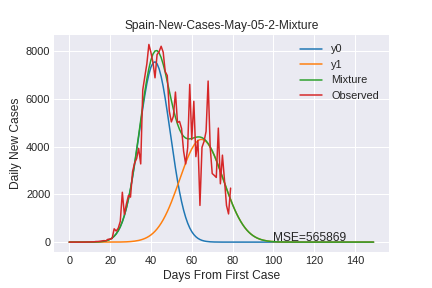 Spain-New-Cases-May-05-2-Mixture
y0
y1
Mixture
Observed
8000
6000
4000
2000
0
Daily New Cases
MSE=565869
0 20 40 60 80 100 120 140
Days From First Case